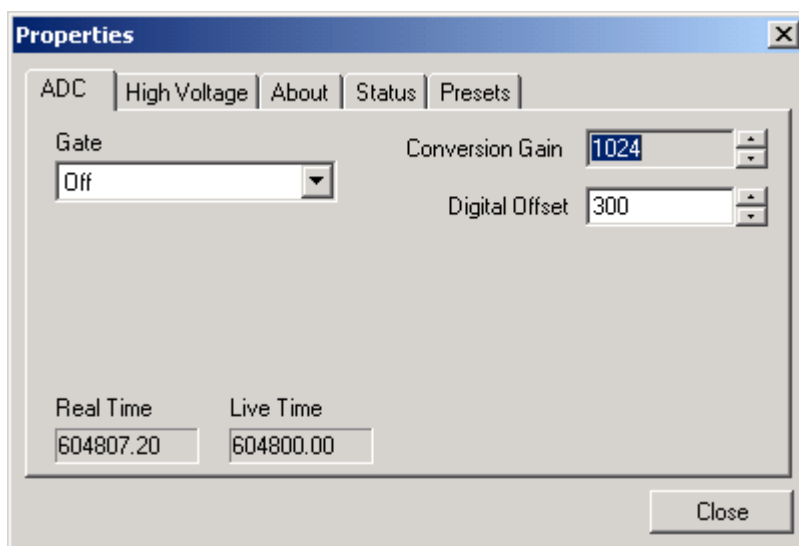 Properties
ADC High Voltage About Status Presets
Gate
Off
Conversion Gain 1024
Digital Offset 300
Real Time Live Time
604807.20 604800.00
Close